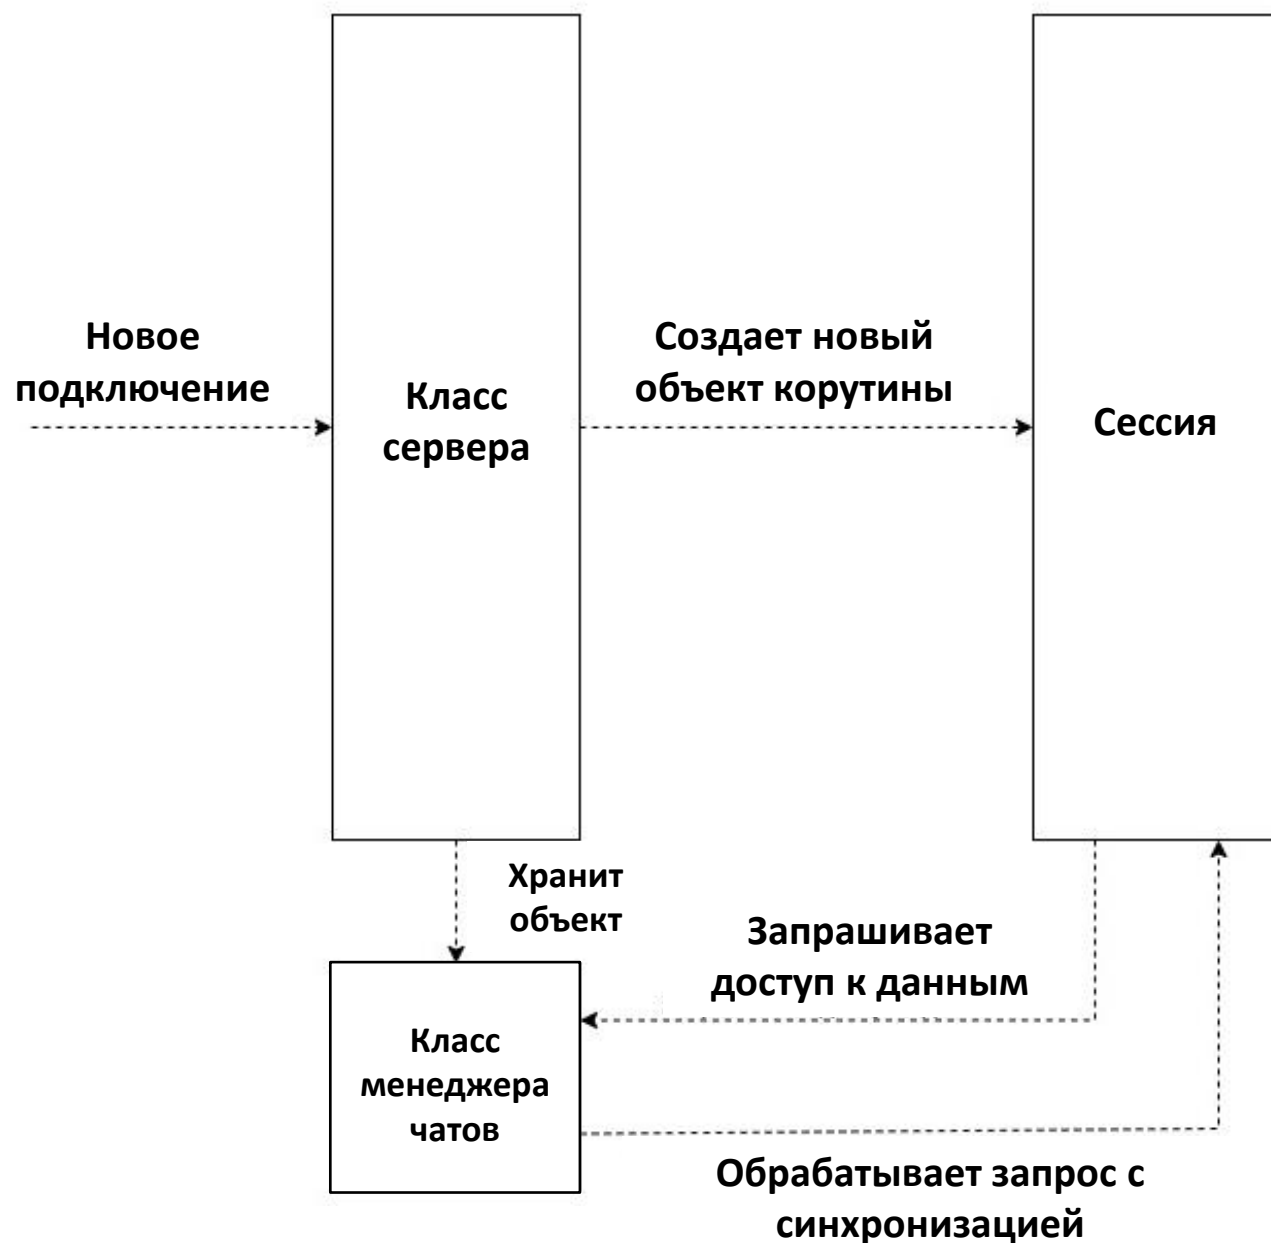 Новое
подключение
Класс
сервера
Создает новый
объект корутины
Сессия
Хранит
объект
Запрашивает
доступ к данным
Класс
менеджера
чатов
Обрабатывает запрос с
синхронизацией